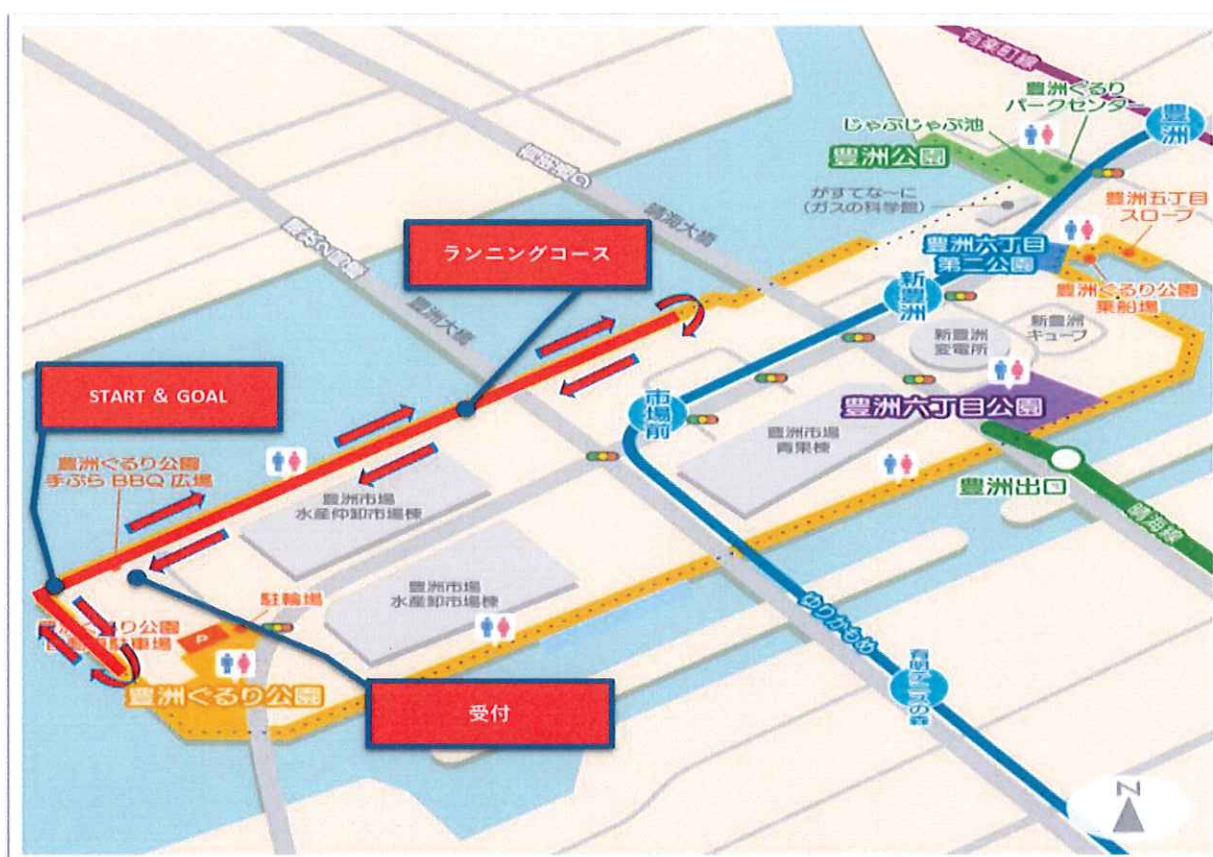 有楽町線
豊洲ぐるり
パークセンター
豊洲
じゃぶじゃぶ池
豊洲公園
がすてな〜に
(ガスの科学館)
晴海大橋
豊洲五丁目
スロープ
豊洲六丁目
第二公園
豊洲ぐるり公園
乗船場
ランニングコース
新豊洲
新豊洲
変電所
新豊洲
キューブ
豊洲大橋
START & GOAL
市場前
豊洲六丁目公園
豊洲市場
青果棟
豊洲ぐるり公園
手ぶら BBQ 広場
豊洲出口
晴海線
豊洲市場
水産仲卸市場棟
豊洲市場
水産卸市場棟
駐輪場
P
ゆりかもめ
豊洲ぐるり公園
受付
有明テニスの森
N